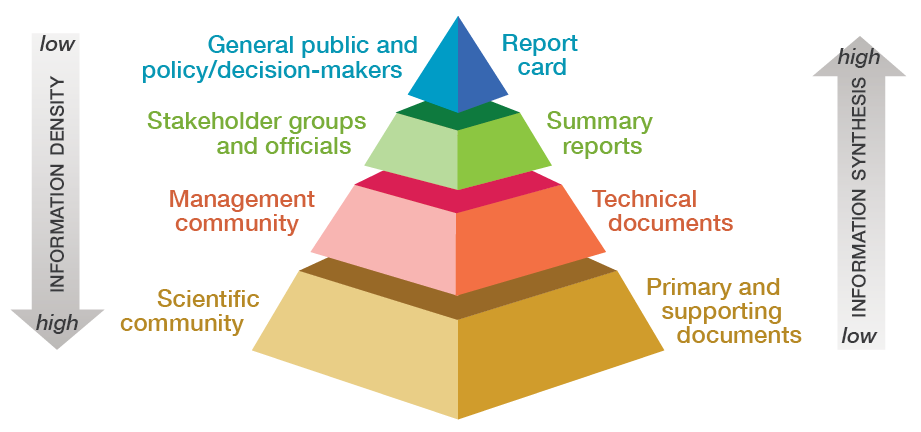 low
INFORMATION DENSITY
high
General public and
policy/decision-makers
Report
card
Stakeholder groups
and officials
Summary
reports
Management
community
Technical
documents
Scientific
community
Primary and
supporting
documents
high
INFORMATION SYNTHESIS
low